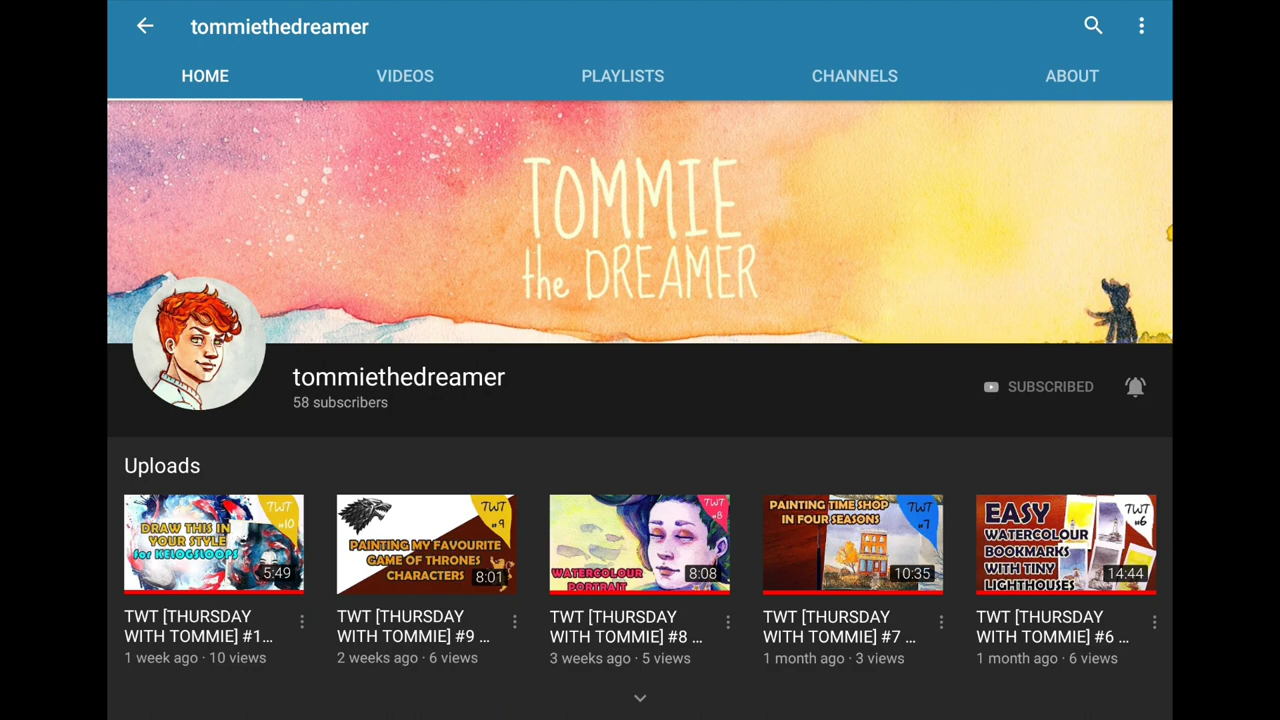 tommiethedreamer
HOME VIDEOS PLAYLISTS CHANNELS ABOUT
TOMMIE
the DREAMER
tommiethedreamer
58 subscribers
SUBSCRIBED
Uploads
TWT
#10
DRAW THIS IN
YOUR STYLE
for KELOGSLOOPS
5:49
TWT [THURSDAY
WITH TOMMIE] #1...
1 week ago · 10 views
TWT
#9
PAINTING MY FAVOURITE
GAME OF THRONES
CHARACTERS
8:01
TWT [THURSDAY
WITH TOMMIE] #9 ...
2 weeks ago · 6 views
TWT
#8
WATERCOLOUR
PORTRAIT
8:08
TWT [THURSDAY
WITH TOMMIE] #8 ...
3 weeks ago · 5 views
PAINTING TIME SHOP
IN FOUR SEASONS
TWT
#7
10:35
TWT [THURSDAY
WITH TOMMIE] #7 ...
1 month ago · 3 views
EASY
WATERCOLOUR
BOOKMARKS
WITH TINY
LIGHTHOUSES
TWT
#6
14:44
TWT [THURSDAY
WITH TOMMIE] #6 ...
1 month ago · 6 views